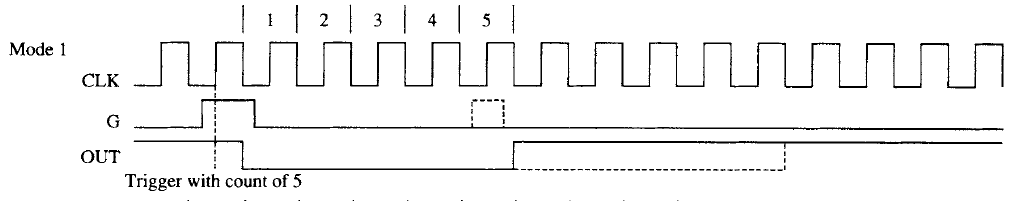 1 2 3 4 5
Mode 1
CLK
G
OUT
Trigger with count of 5